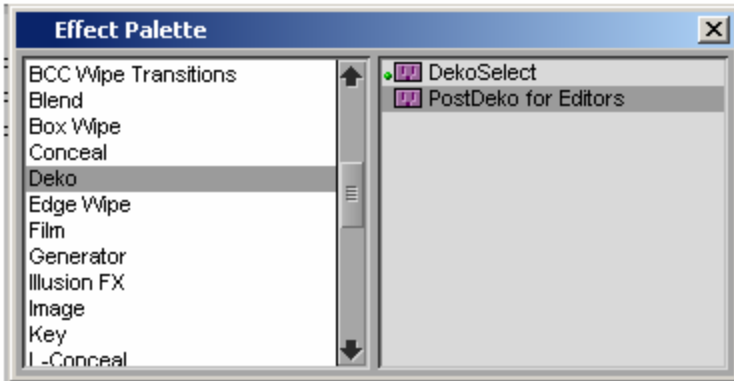 Effect Palette
BCC Wipe Transitions
Blend
Box Wipe
Conceal
Deko
Edge Wipe
Film
Generator
Illusion FX
Image
Key
L-Conceal
DekoSelect
PostDeko for Editors